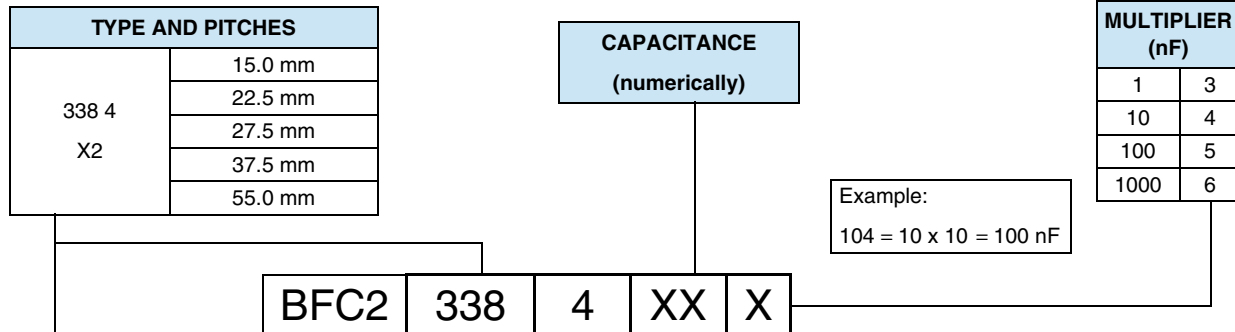 TYPE AND PITCHES
338 4
X2
15.0 mm
22.5 mm
27.5 mm
37.5 mm
55.0 mm
CAPACITANCE
(numerically)
MULTIPLIER
(nF)
1 3
10 4
100 5
1000 6
Example:
104 = 10 x 10 = 100 nF
BFC2 338 4 XX X